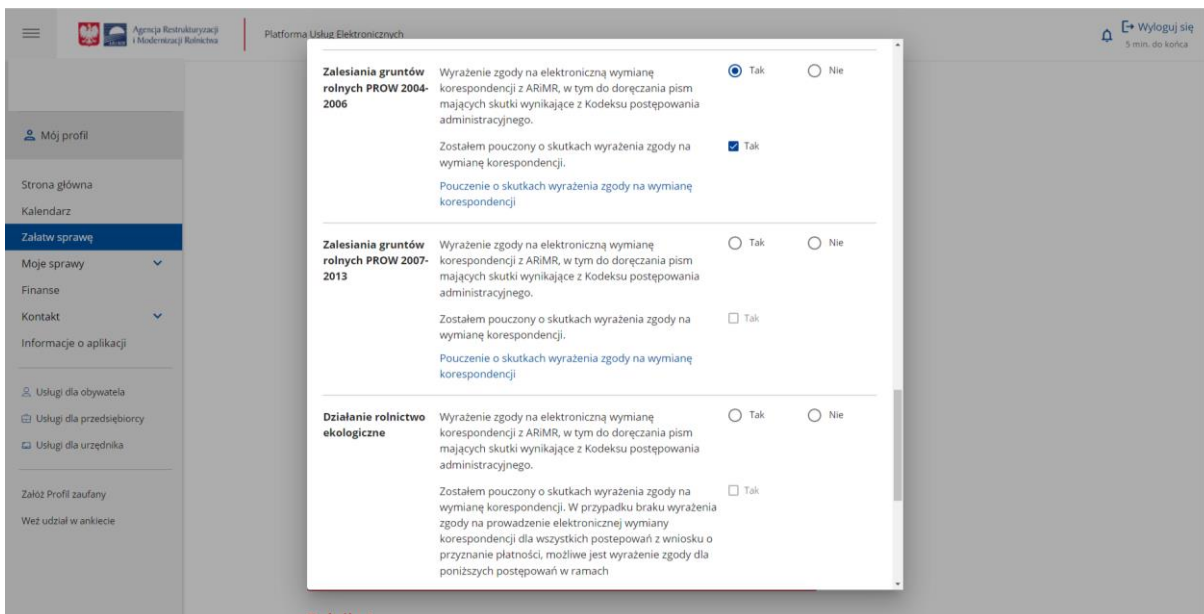 Agencja Restrukturyzacji
i Modernizacji Rolnictwa
Platforma Usług Elektronicznych
Wyloguj się
5 min. do końca
Mój profil
Strona główna
Kalendarz
Załatw sprawę
Moje sprawy
Finanse
Kontakt
Informacje o aplikacji
Usługi dla obywatela
Usługi dla przedsiębiorcy
Usługi dla urzędnika
Załóż Profil zaufany
Weź udział w ankiecie
Zalesiania gruntów
rolnych PROW 2004-
2006
Wyrażenie zgody na elektroniczną wymianę
korespondencji z ARiMR, w tym do doręczania pism
mających skutki wynikające z Kodeksu postępowania
administracyjnego.
Tak
Nie
Zostałem pouczony o skutkach wyrażenia zgody na
wymianę korespondencji.
Tak
Pouczenie o skutkach wyrażenia zgody na wymianę
korespondencji
Zalesiania gruntów
rolnych PROW 2007-
2013
Wyrażenie zgody na elektroniczną wymianę
korespondencji z ARiMR, w tym do doręczania pism
mających skutki wynikające z Kodeksu postępowania
administracyjnego.
Tak
Nie
Zostałem pouczony o skutkach wyrażenia zgody na
wymianę korespondencji.
Tak
Pouczenie o skutkach wyrażenia zgody na wymianę
korespondencji
Działanie rolnictwo
ekologiczne
Wyrażenie zgody na elektroniczną wymianę
korespondencji z ARiMR, w tym do doręczania pism
mających skutki wynikające z Kodeksu postępowania
administracyjnego.
Tak
Nie
Zostałem pouczony o skutkach wyrażenia zgody na
wymianę korespondencji. W przypadku braku wyrażenia
zgody na prowadzenie elektronicznej wymiany
korespondencji dla wszystkich postepowań z wniosku o
przyznanie płatności, możliwe jest wyrażenie zgody dla
poniższych postępowań w ramach
Tak